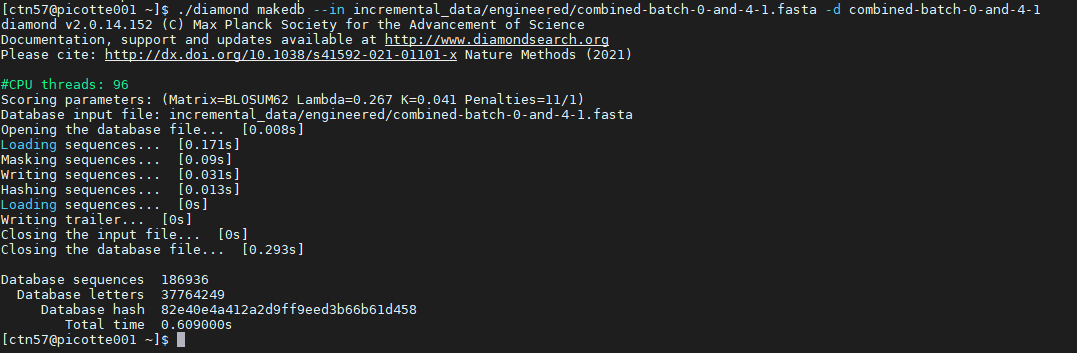 [ctn57@picotte001 ~]$ ./diamond makedb --in incremental_data/engineered/combined-batch-0-and-4-1.fasta -d combined-batch-0-and-4-1
diamond v2.0.14.152 (C) Max Planck Society for the Advancement of Science
Documentation, support and updates available at http://www.diamondsearch.org
Please cite: http://dx.doi.org/10.1038/s41592-021-01101-x Nature Methods (2021)

#CPU threads: 96
Scoring parameters: (Matrix=BLOSUM62 Lambda=0.267 K=0.041 Penalties=11/1)
Database input file: incremental_data/engineered/combined-batch-0-and-4-1.fasta
Opening the database file...  [0.008s]
Loading sequences...  [0.171s]
Masking sequences...  [0.09s]
Writing sequences...  [0.031s]
Hashing sequences...  [0.013s]
Loading sequences...  [0s]
Writing trailer...  [0s]
Closing the input file...  [0s]
Closing the database file...  [0.293s]

Database sequences  186936
  Database letters  37764249
     Database hash  82e40e4a412a2d9ff9eed3b66b61d458
        Total time  0.609000s
[ctn57@picotte001 ~]$